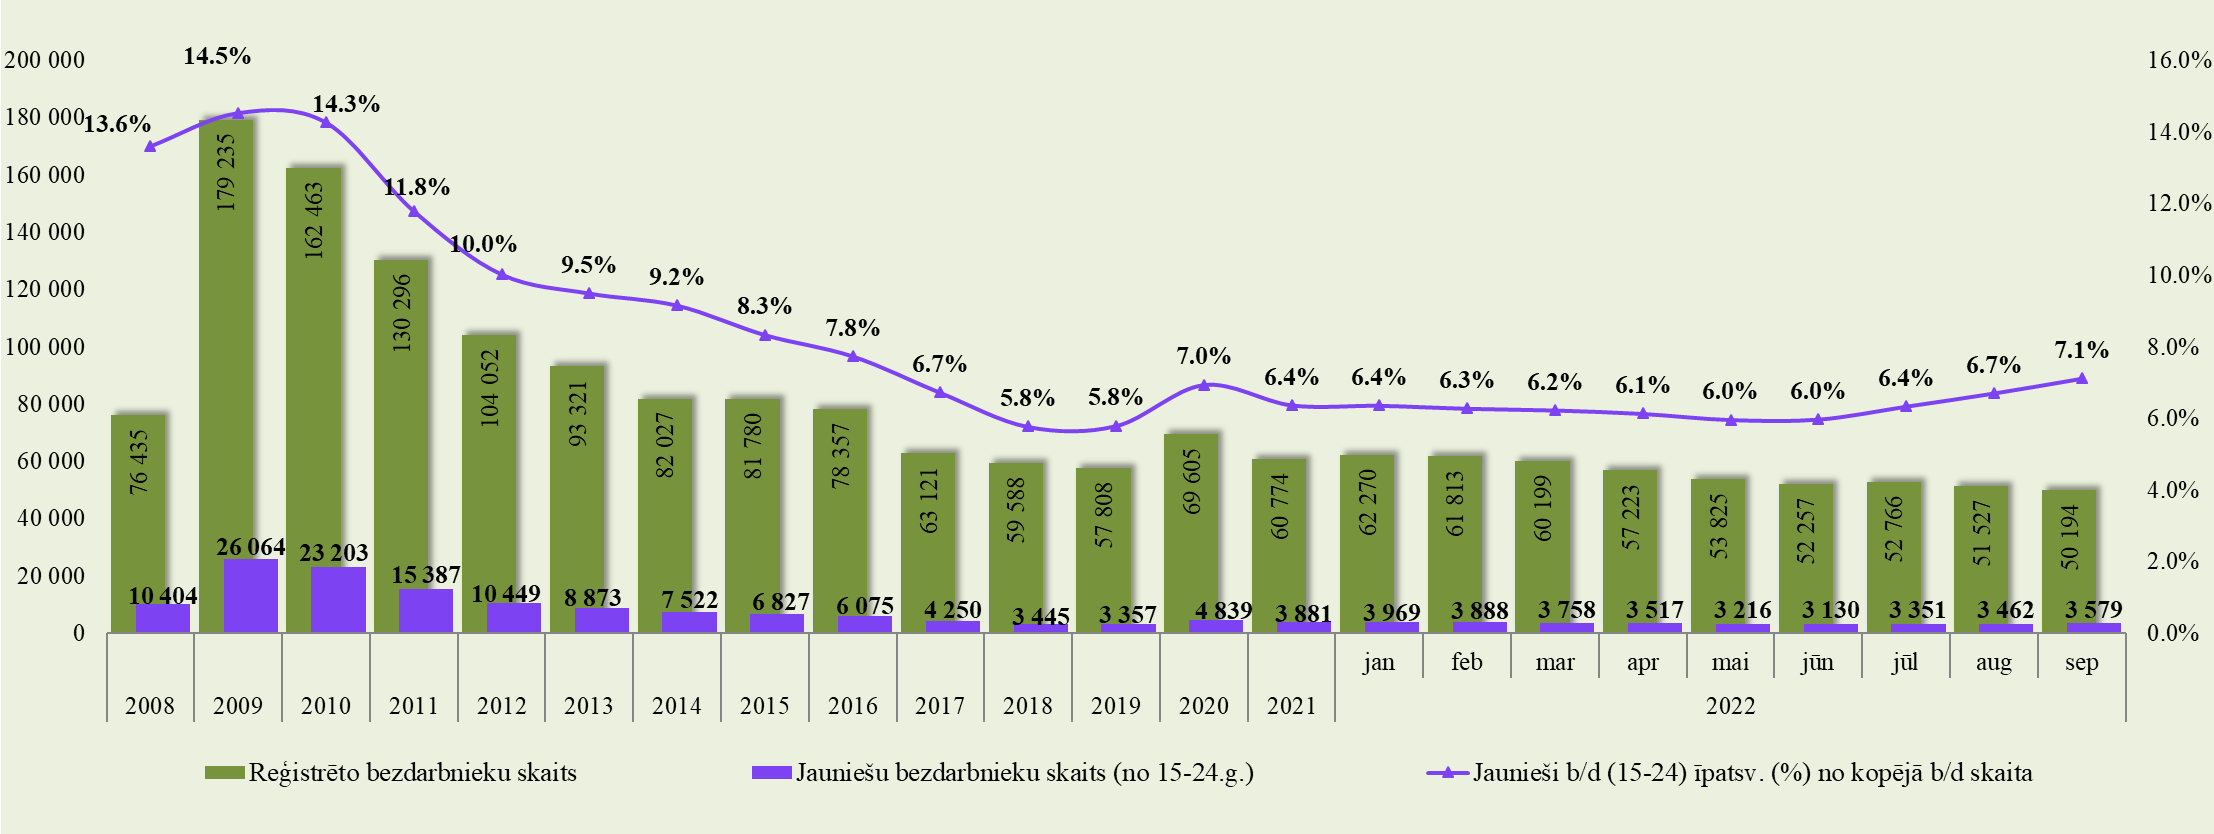 200 000
180 000
160 000
140 000
120 000
100 000
80 000
60 000
40 000
20 000
0
16.0%
14.0%
12.0%
10.0%
8.0%
6.0%
4.0%
2.0%
0.0%
13.6% 14.5% 14.3% 11.8% 10.0% 9.5% 9.2% 8.3% 7.8% 6.7% 5.8% 5.8% 7.0% 6.4% 6.4% 6.3% 6.2% 6.1% 6.0% 6.0% 6.4% 6.7% 7.1%
76 435 179 235 162 463 130 296 104 052 93 321 82 027 81 780 78 357 63 121 59 588 57 808 69 605 60 774 62 270 61 813 60 199 57 223 53 825 52 257 52 766 51 527 50 194
10 404 26 064 23 203 15 387 10 449 8 873 7 522 6 827 6 075 4 250 3 445 3 357 4 839 3 881 3 969 3 888 3 758 3 517 3 216 3 130 3 351 3 462 3 579
jan feb mar apr mai jūn jūl aug sep
2008 2009 2010 2011 2012 2013 2014 2015 2016 2017 2018 2019 2020 2021 2022
Reģistrēto bezdarbnieku skaits
Jauniešu bezdarbnieku skaits (no 15-24.g.)
Jaunieši b/d (15-24) īpatsv. (%) no kopējā b/d skaita